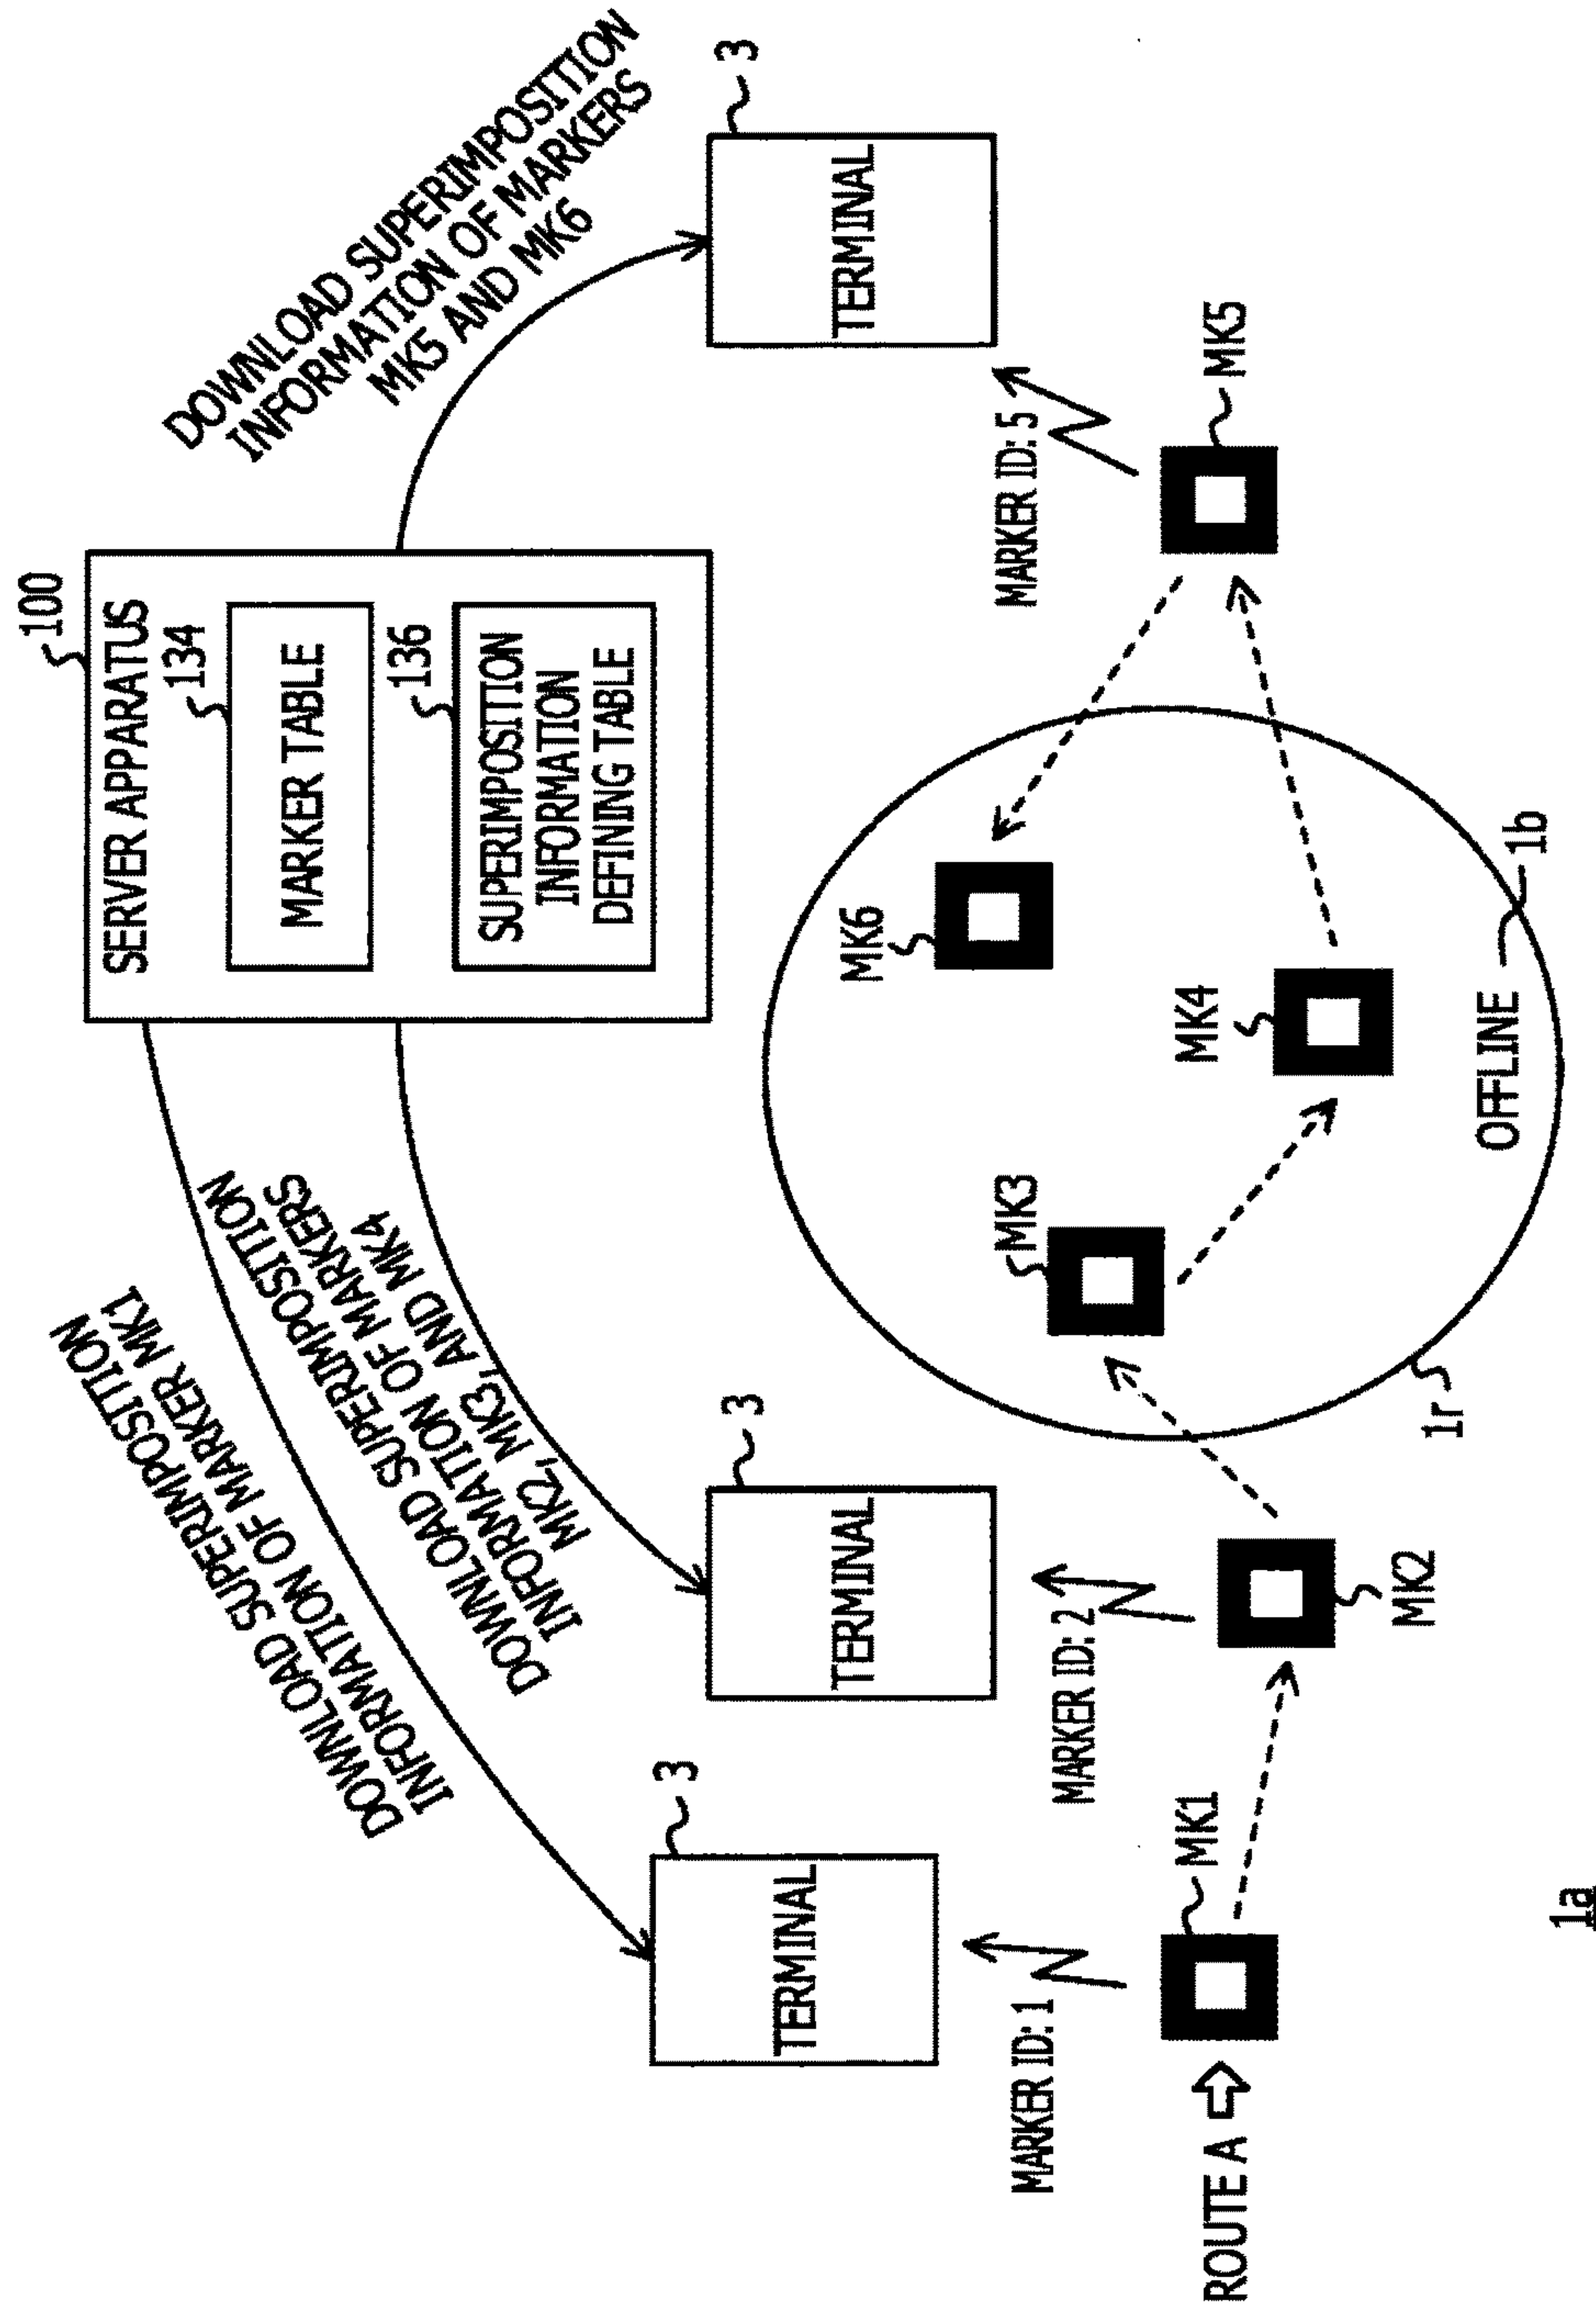 100
SERVER APPARATUS
134
MARKER TABLE
136
SUPERIMPOSITION
INFORMATION
DEFINING TABLE
DOWNLOAD SUPERIMPOSITION
INFORMATION OF MARKER MK1
DOWNLOAD SUPERIMPOSITION
INFORMATION OF MARKERS
MK2, MK3, AND MK4
DOWNLOAD SUPERIMPOSITION
INFORMATION OF MARKERS
MK5 AND MK6
3
TERMINAL
3
TERMINAL
3
TERMINAL
MARKER ID: 1
MARKER ID: 2
MARKER ID: 5
ROUTE A
MK1
MK2
MK3
MK4
MK5
MK6
OFFLINE
1b
1r
1a